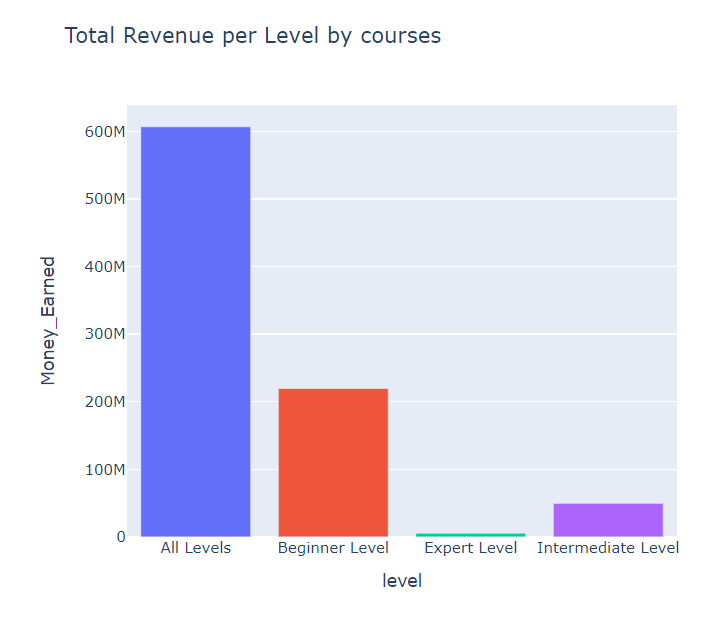 Total Revenue per Level by courses
Money_Earned
600M
500M
400M
300M
200M
100M
0
All Levels Beginner Level Expert Level Intermediate Level
level